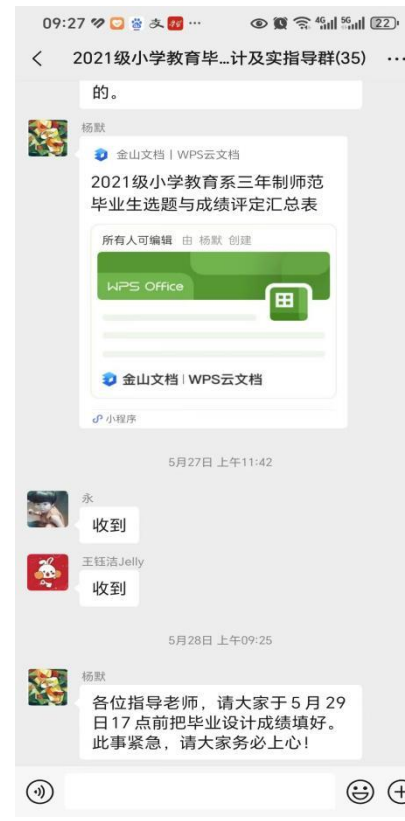 09:27
4G 5G 22
2021级小学教育毕...计及实指导群(35)
的。
杨默
金山文档 | WPS云文档
2021级小学教育系三年制师范
毕业生选题与成绩评定汇总表
所有人可编辑 由 杨默 创建
WPS Office
金山文档 | WPS云文档
小程序
5月27日 上午11:42
永
收到
王钰洁Jelly
收到
5月28日 上午09:25
杨默
各位指导老师，请大家于5月29
日17点前把毕业设计成绩填好。
此事紧急，请大家务必上心！